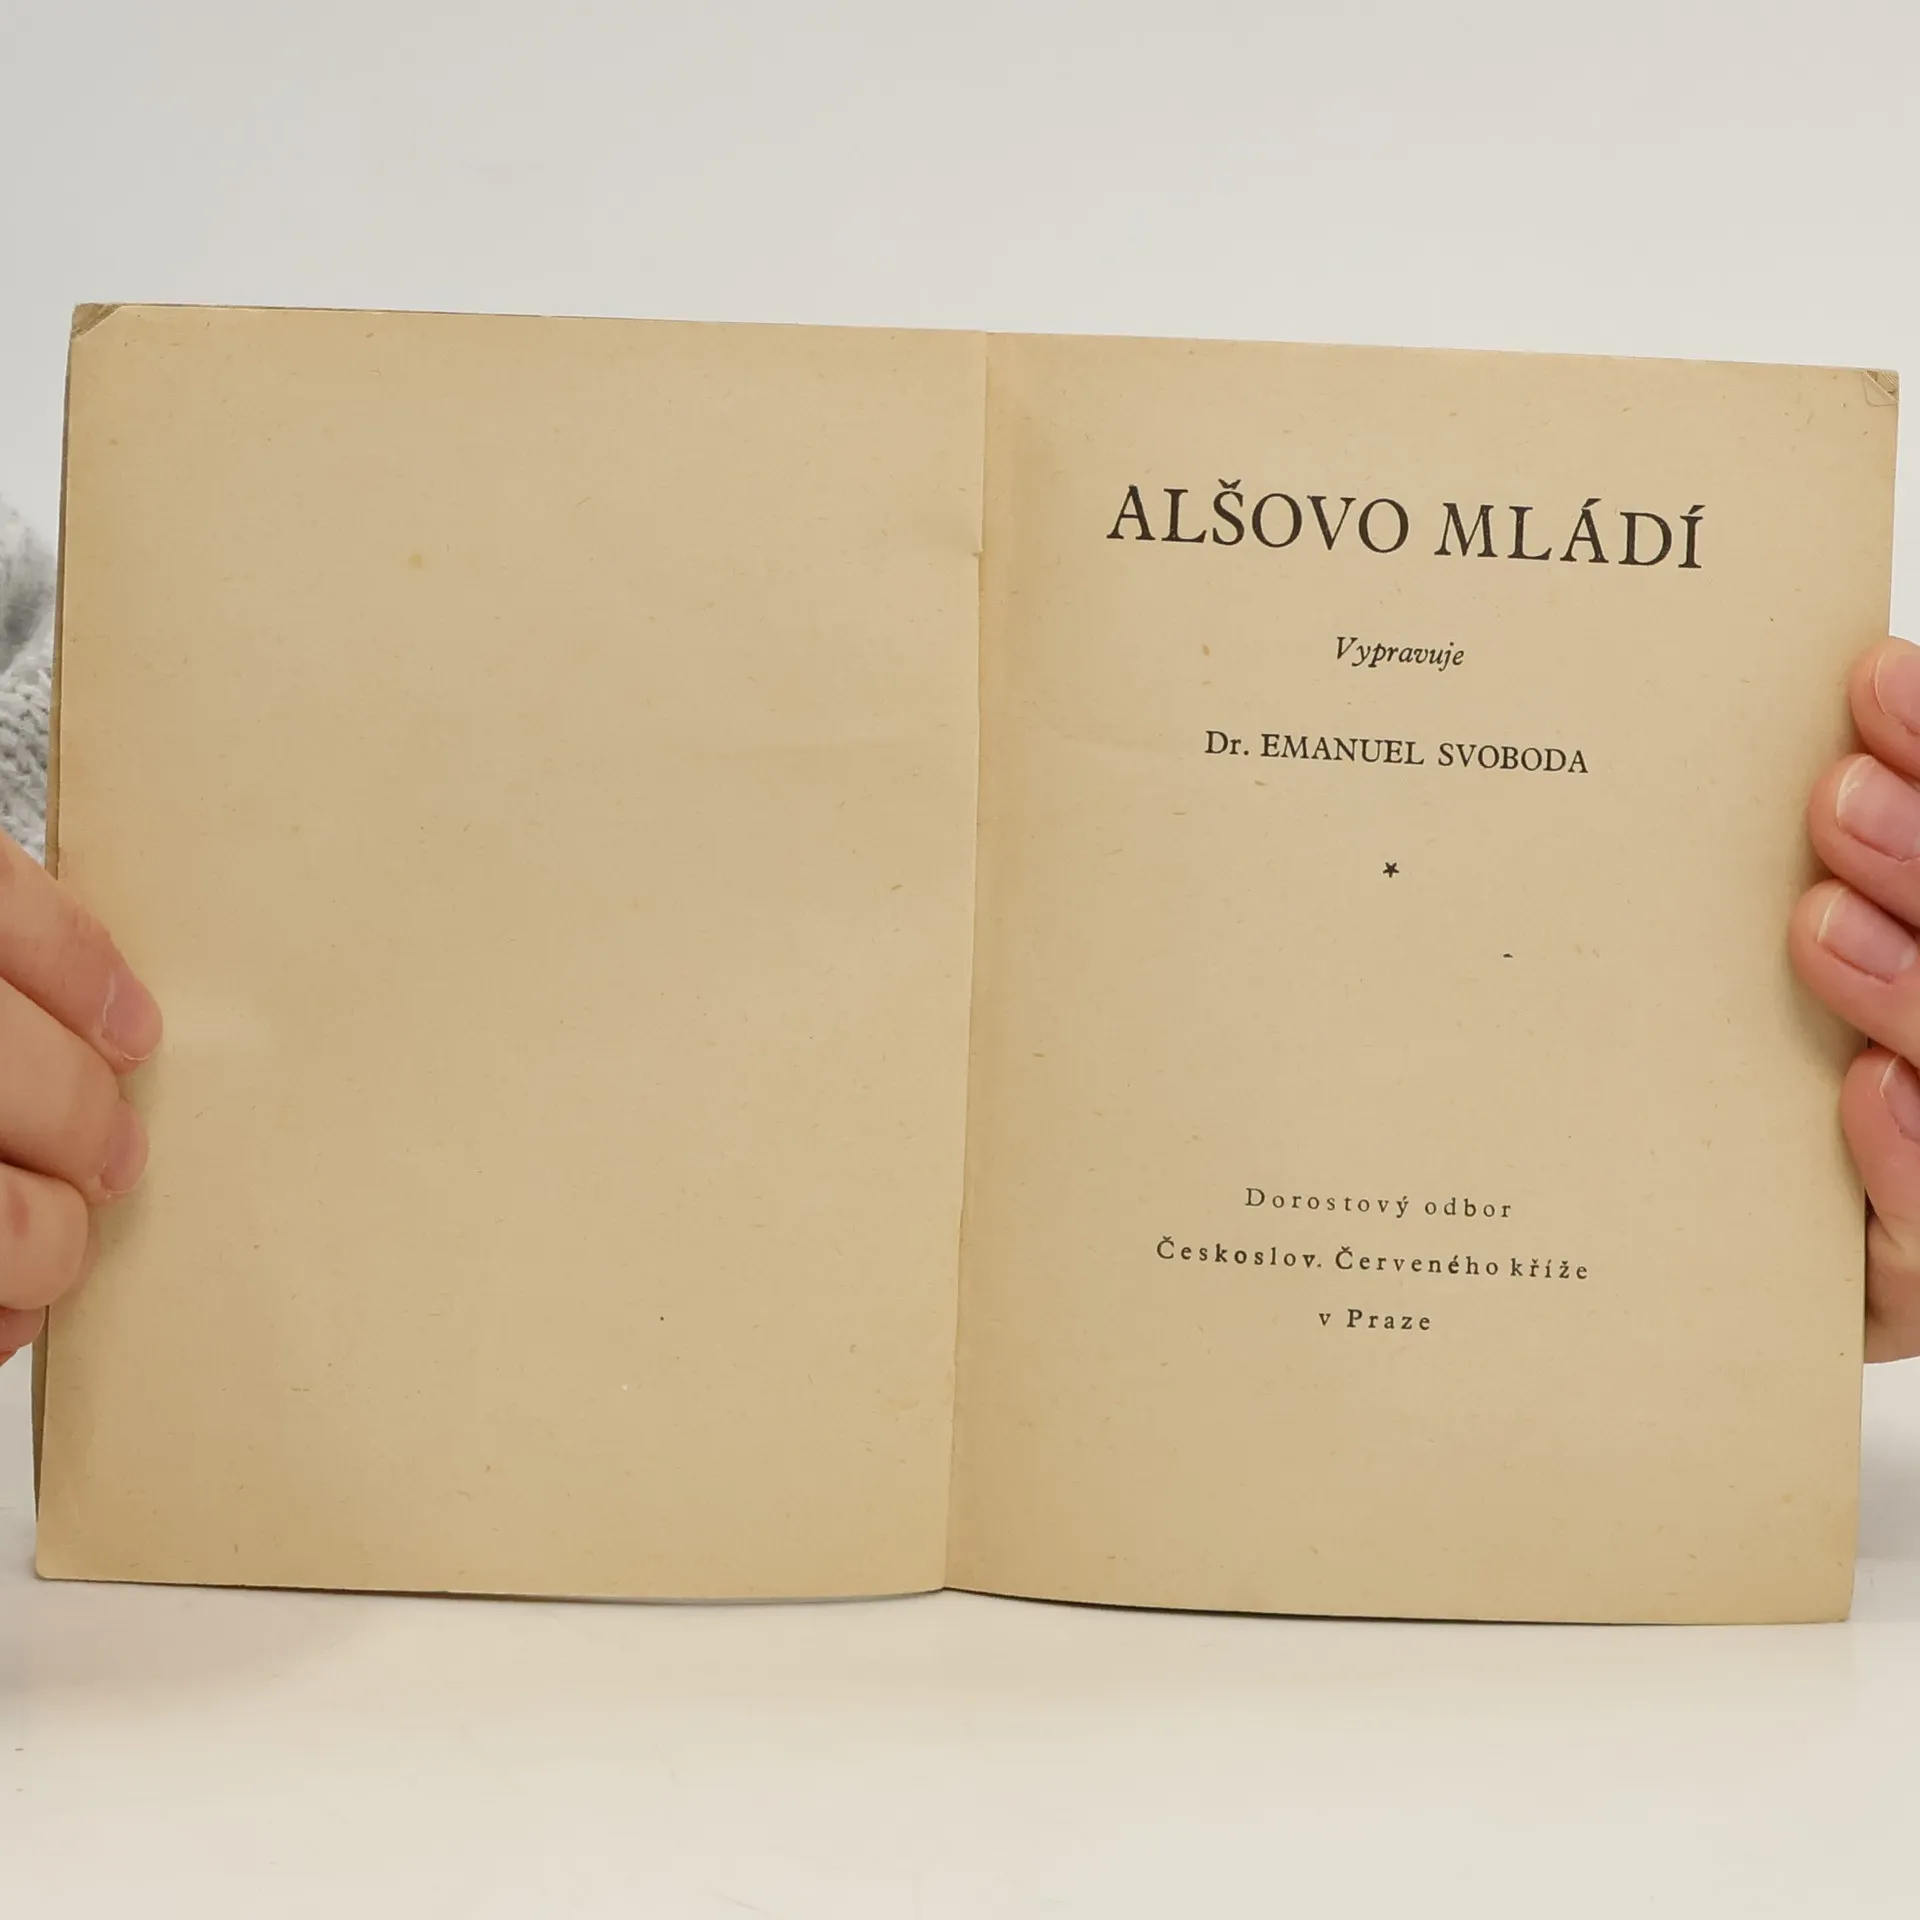 ALŠOVO MLÁDÍ
Vypravuje
Dr. EMANUEL SVOBODA
Dorostový odbor
Českoslov. Červeného kříže
v Praze